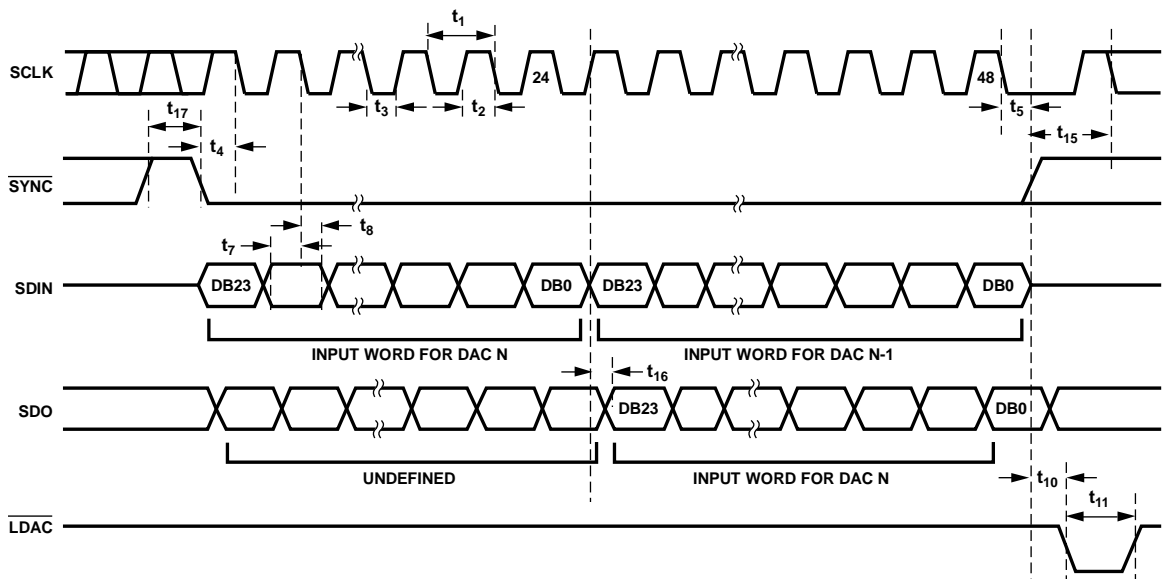 t1
SCLK
24
48
t3
t2
t5
t17
t4
t15
SYNC
t8
t7
SDIN
DB23
DB0
DB23
DB0
INPUT WORD FOR DAC N
INPUT WORD FOR DAC N-1
t16
SDO
DB23
DB0
UNDEFINED
INPUT WORD FOR DAC N
t10
t11
LDAC